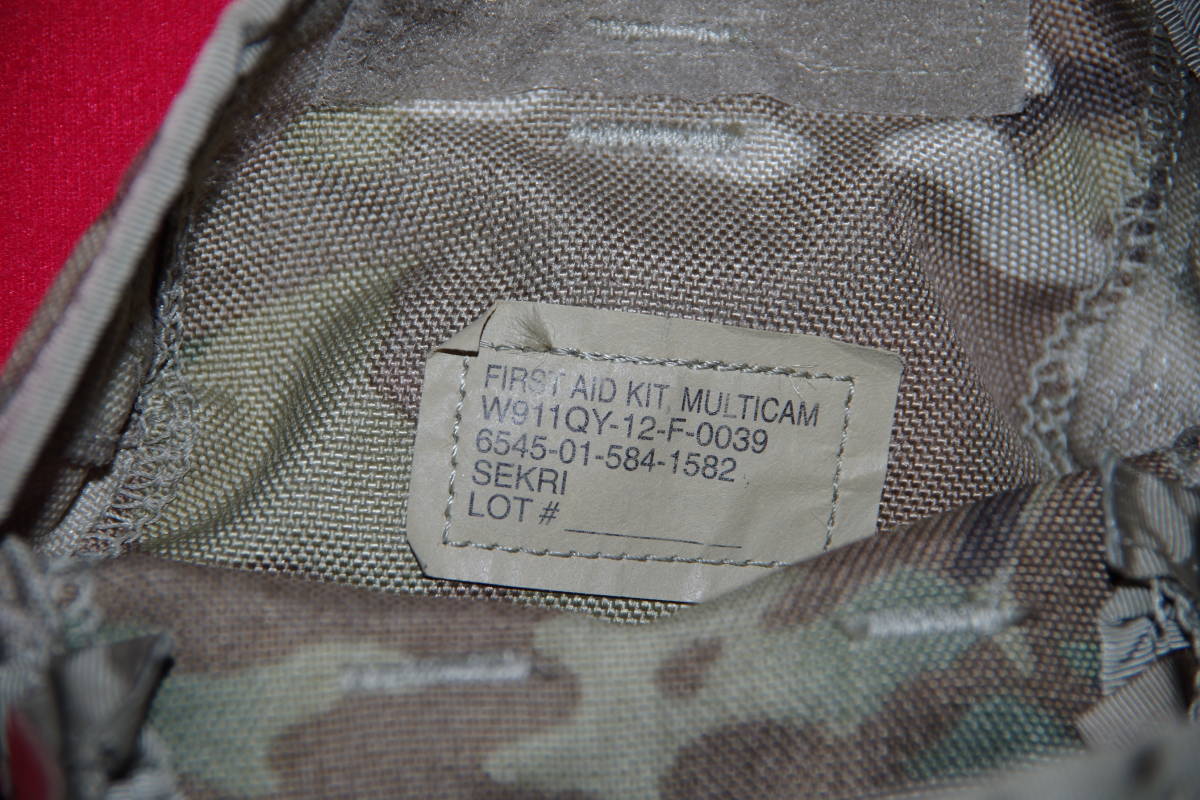 FIRST AID KIT, MULTICAM
W911QY-12-F-0039
6545-01-584-1582
SEKRI
LOT # ___________